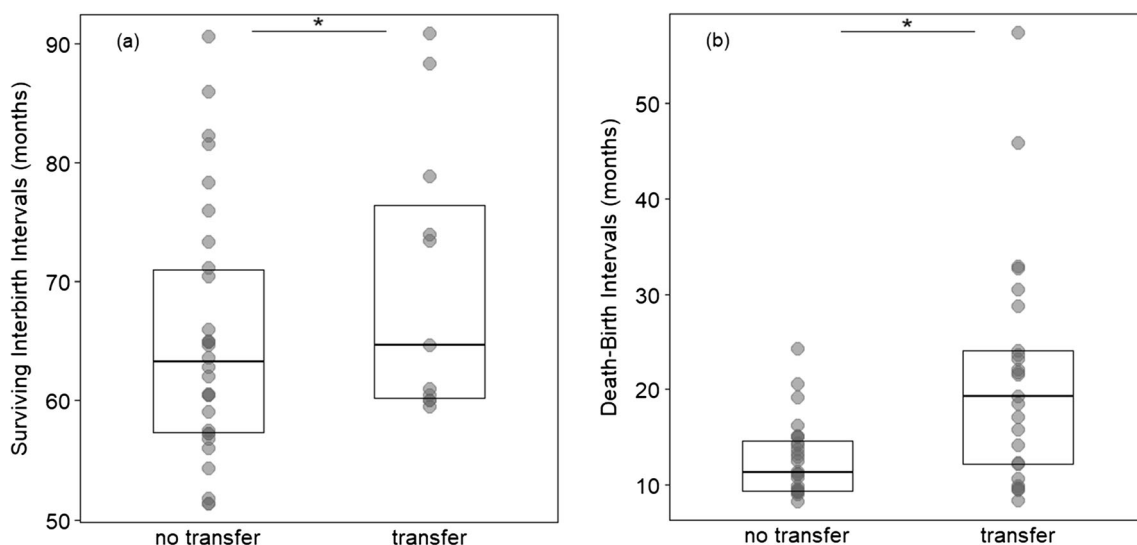 (a)
*
Surviving Interbirth Intervals (months)
90
80
70
60
50
no transfer transfer
(b)
*
Death-Birth Intervals (months)
50
40
30
20
10
no transfer transfer